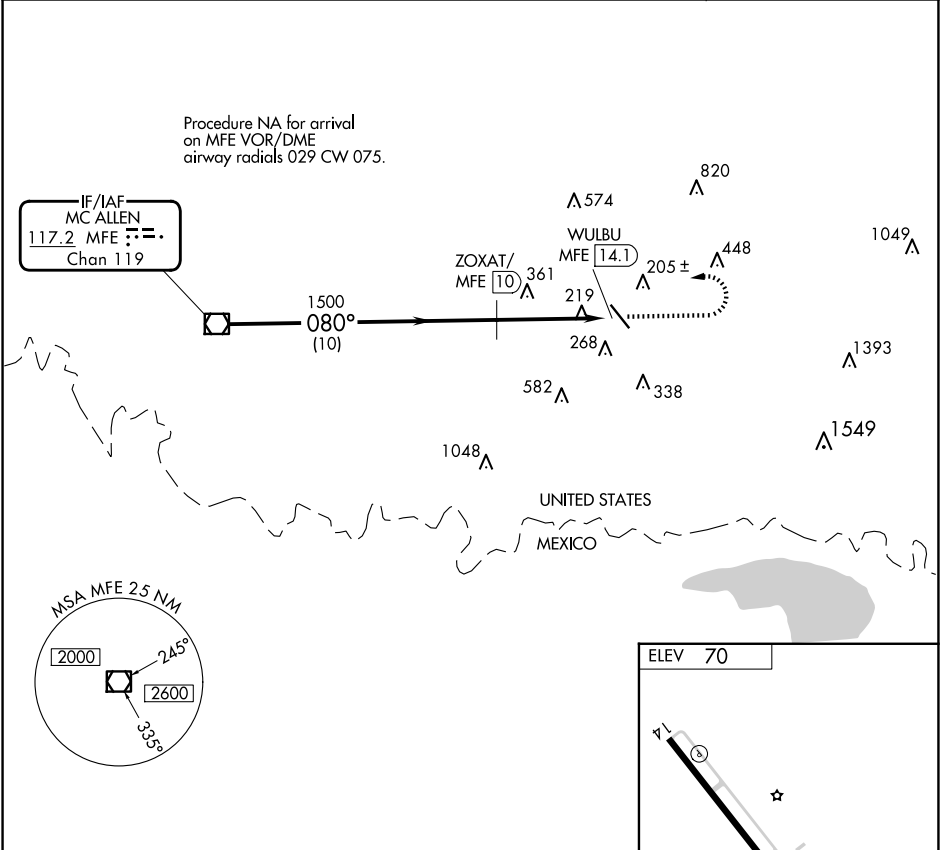 Procedure NA for arrival
on MFE VOR/DME
airway radials 029 CW 075.
IF/IAF
MC ALLEN
117.2 MFE
Chan 119
820
574
WULBU
MFE 14.1
448
1049
ZOXAT/
MFE 10
361
205 ±
219
1500
080°
(10)
268
1393
582
338
1549
1048
UNITED STATES
MEXICO
MSA MFE 25 NM
2000
245°
2600
335°
ELEV 70
14
P